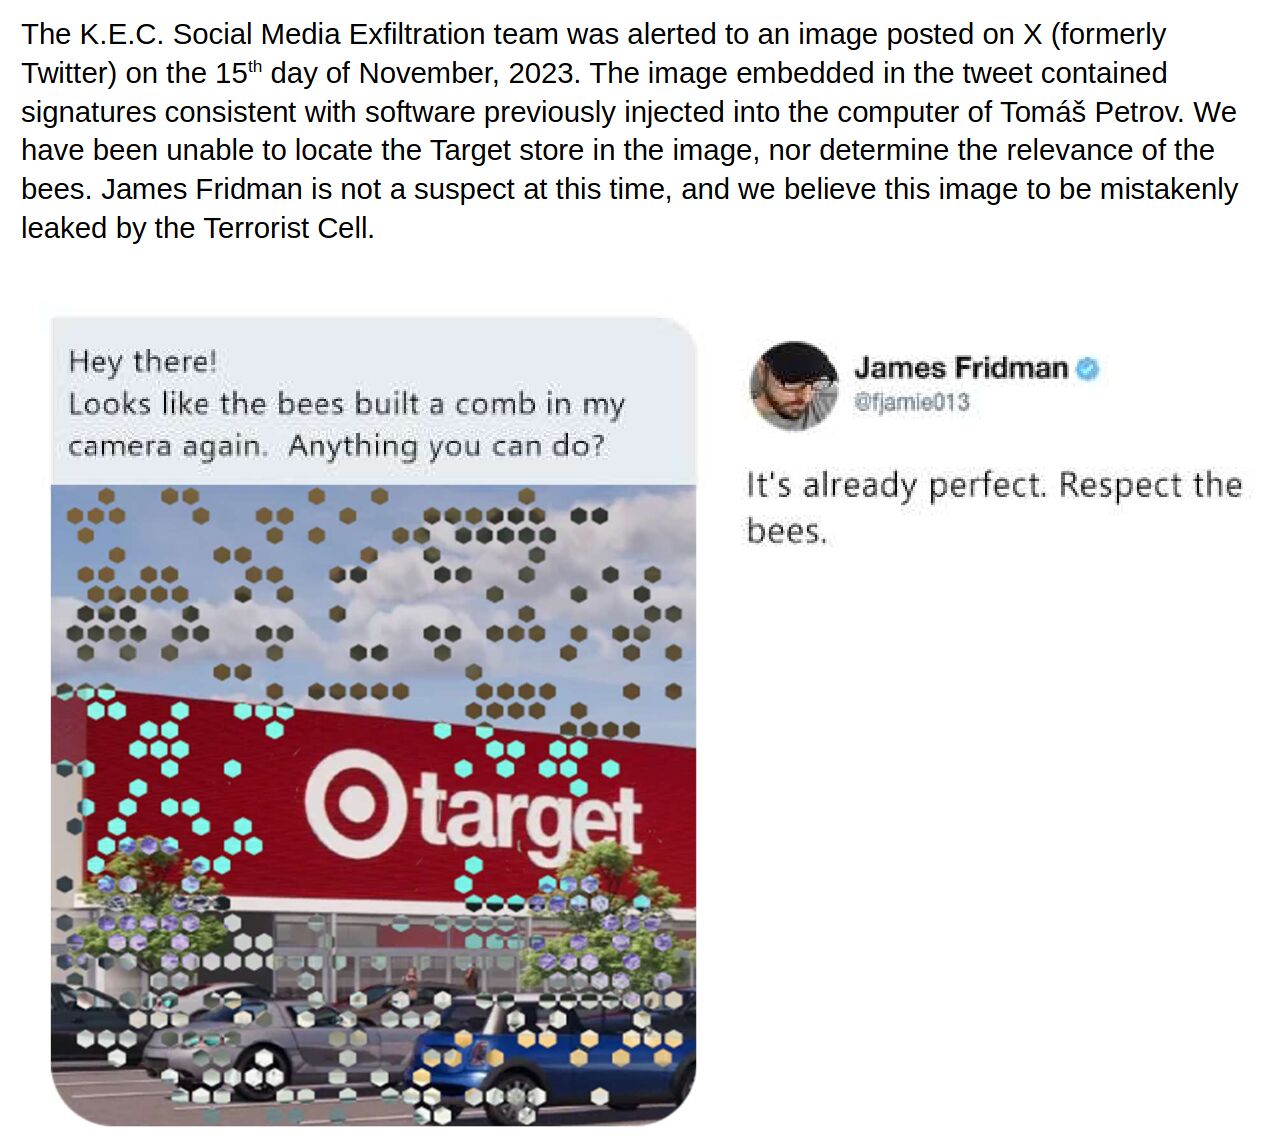 The K.E.C. Social Media Exfiltration team was alerted to an image posted on X (formerly
Twitter) on the 15th day of November, 2023. The image embedded in the tweet contained
signatures consistent with software previously injected into the computer of Tomáš Petrov. We
have been unable to locate the Target store in the image, nor determine the relevance of the
bees. James Fridman is not a suspect at this time, and we believe this image to be mistakenly
leaked by the Terrorist Cell.
Hey there!
Looks like the bees built a comb in my
camera again.  Anything you can do?
target
James Fridman
@fjamie013
It's already perfect. Respect the
bees.